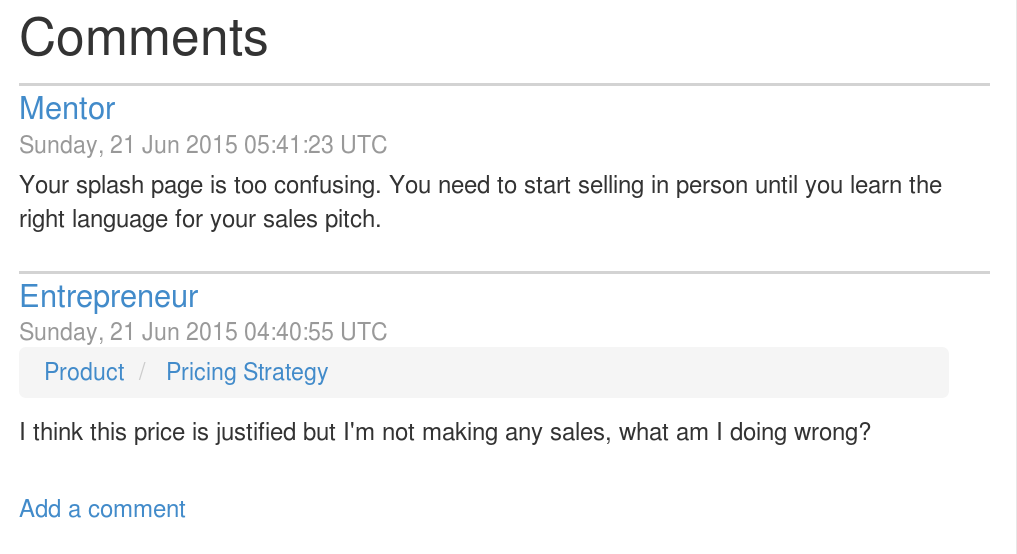 Comments
Mentor
Sunday, 21 Jun 2015 05:41:23 UTC
Your splash page is too confusing. You need to start selling in person until you learn the
right language for your sales pitch.
Entrepreneur
Sunday, 21 Jun 2015 04:40:55 UTC
Product / Pricing Strategy
I think this price is justified but I'm not making any sales, what am I doing wrong?
Add a comment